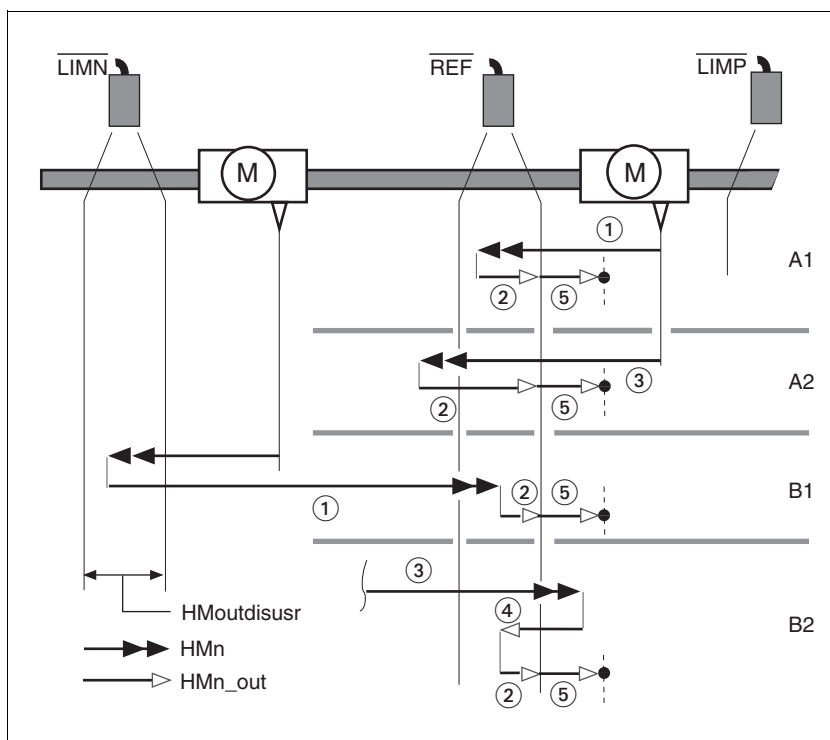 LIMN REF LIMP
M M
① A1
② ⑤
③
② ⑤ A2
② ⑤ B1
①
③
HMoutdisusr ④ B2
HMn
HMn_out ② ⑤